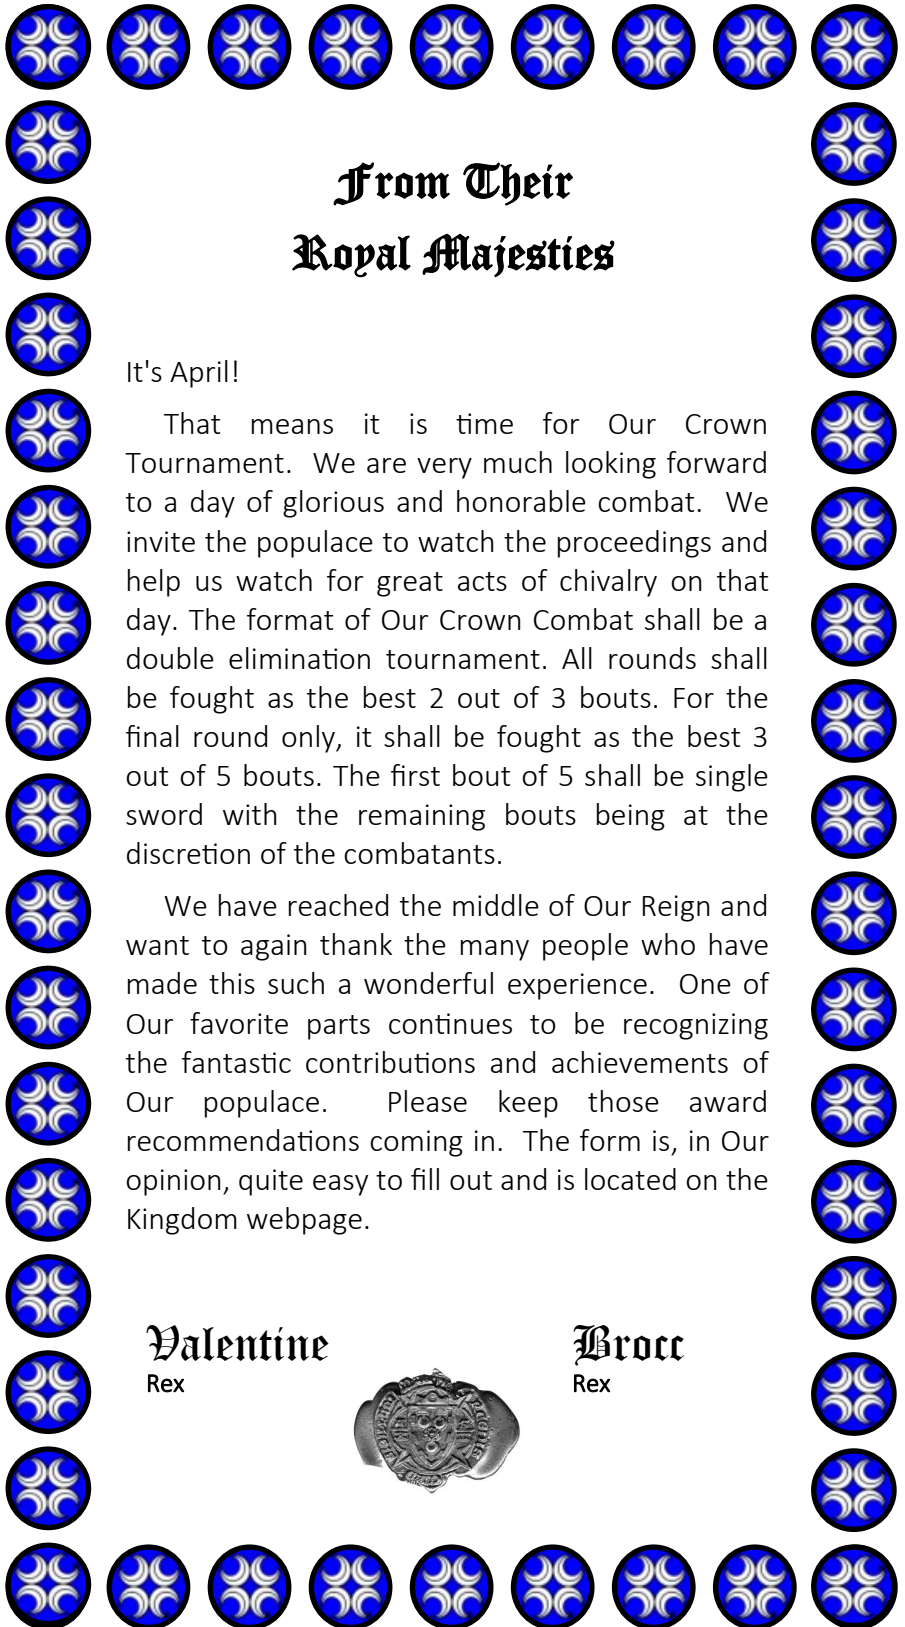 From Their
Royal Majesties
It's April!
That means it is time for Our Crown
Tournament.  We are very much looking forward
to a day of glorious and honorable combat.  We
invite the populace to watch the proceedings and
help us watch for great acts of chivalry on that
day. The format of Our Crown Combat shall be a
double elimination tournament. All rounds shall
be fought as the best 2 out of 3 bouts. For the
final round only, it shall be fought as the best 3
out of 5 bouts. The first bout of 5 shall be single
sword with the remaining bouts being at the
discretion of the combatants.
We have reached the middle of Our Reign and
want to again thank the many people who have
made this such a wonderful experience.  One of
Our favorite parts continues to be recognizing
the fantastic contributions and achievements of
Our populace.  Please keep those award
recommendations coming in.  The form is, in Our
opinion, quite easy to fill out and is located on the
Kingdom webpage.
Valentine Brocc
Rex Rex